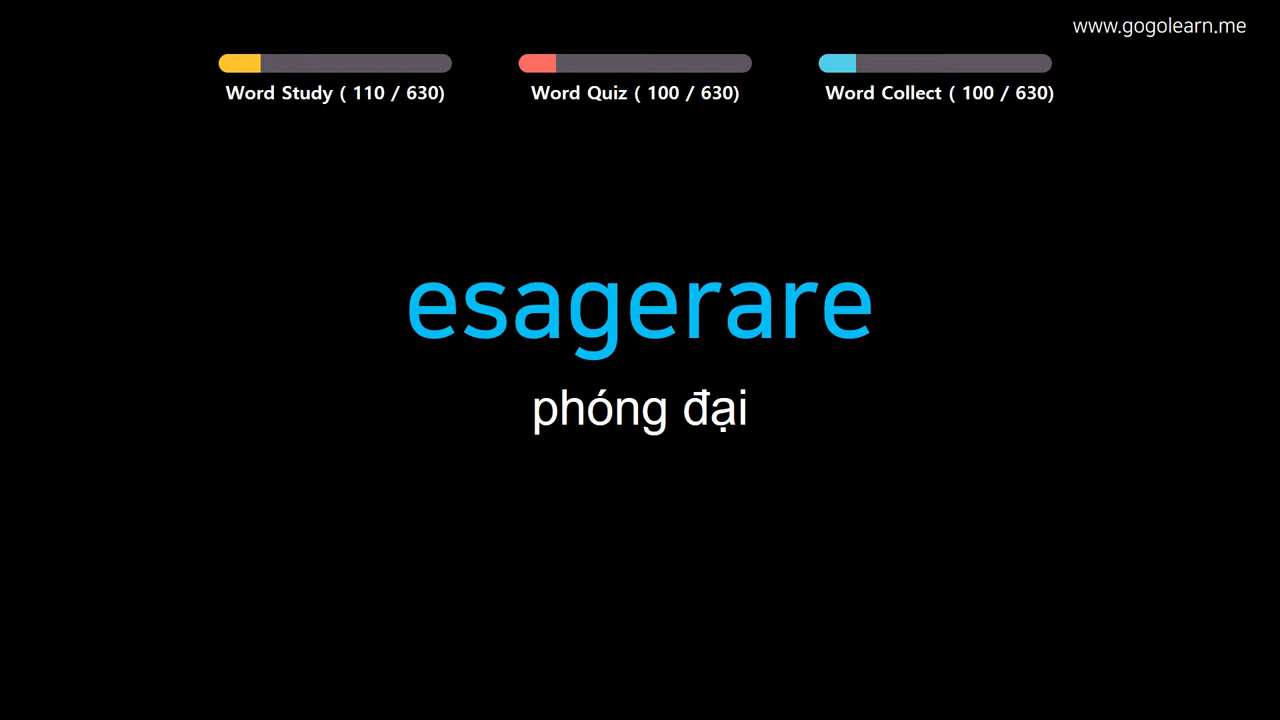 www.gogolearn.me
Word Study ( 110 / 630)
Word Quiz ( 100 / 630)
Word Collect ( 100 / 630)
esagerare
phóng đại